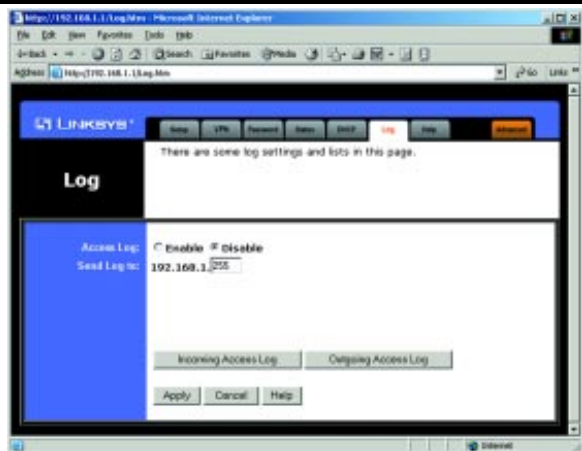 http://192.168.1.1/Log.htm - Microsoft Internet Explorer
File Edit View Favorites Tools Help
Back Search Favorites Media
Address http://192.168.1.1/Log.htm Go Links
LINKSYS
Setup VPN Password Status DHCP Log Help Advanced
There are some log settings and lists in this page.
Log
Access Log: Enable Disable
Send Log to: 192.168.1.255
Incoming Access Log Outgoing Access Log
Apply Cancel Help
Internet